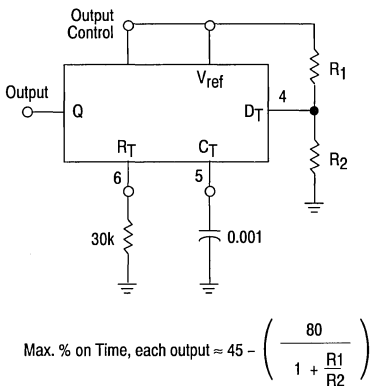 Output
Control
Output
Q
Vref
DT
4
R1
RT
CT
6
5
R2
30k
0.001
Max. % on Time, each output ≈ 45 – ( 80 / 1 + R1/R2 )